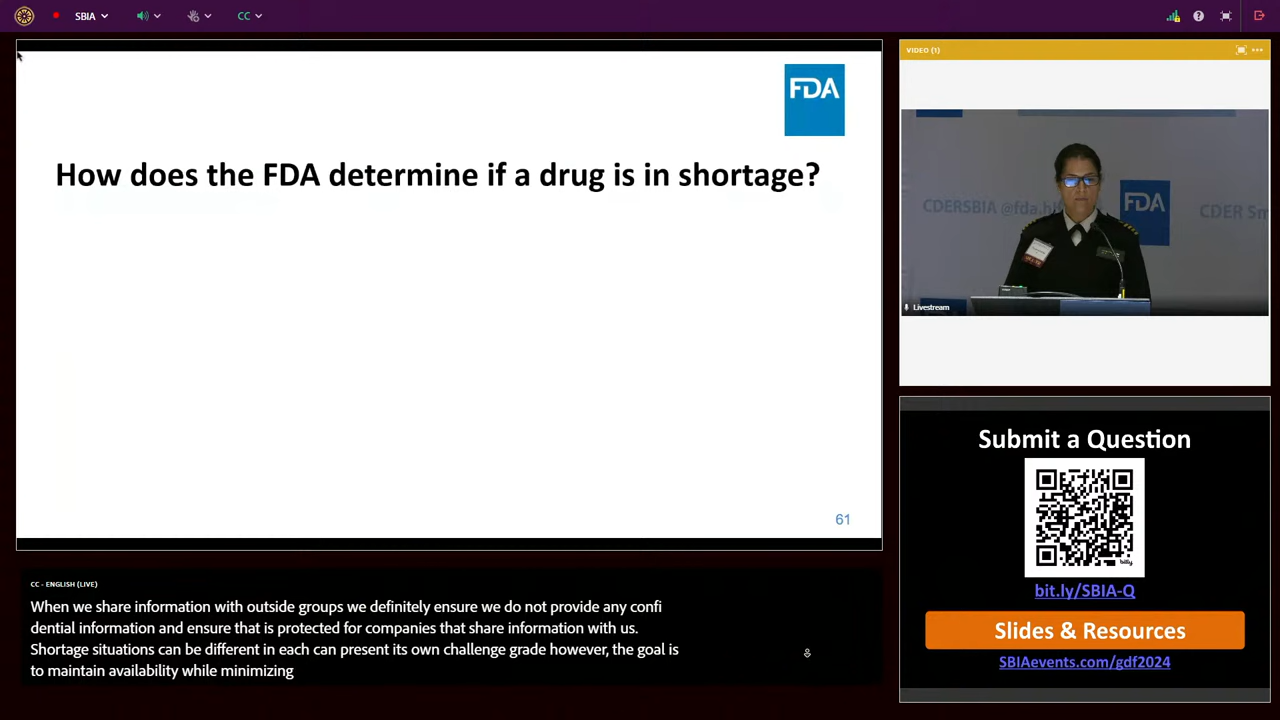 SBIA
CC
FDA
How does the FDA determine if a drug is in shortage?
61
VIDEO (1)
CDERSBIA @fda.h
FDA
CDER Sm
Livestream
Submit a Question
bitly
bit.ly/SBIA-Q
Slides & Resources
SBIAevents.com/gdf2024
CC - ENGLISH (LIVE)
When we share information with outside groups we definitely ensure we do not provide any confi
dential information and ensure that is protected for companies that share information with us.
Shortage situations can be different in each can present its own challenge grade however, the goal is
to maintain availability while minimizing